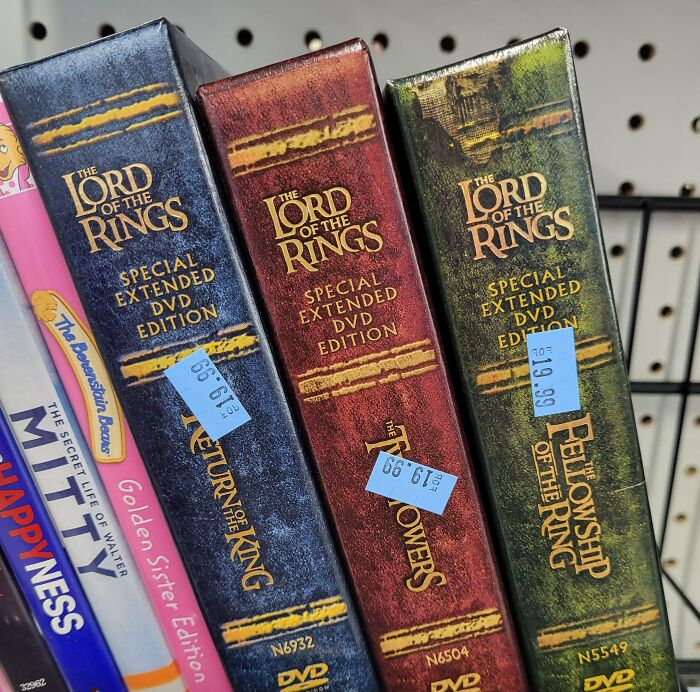 HAPPYNESS
22962
THE SECRET LIFE OF WALTER
MITTY
The Berenstain Bears
Golden Sister Edition
THE
LORD
OF THE
RINGS
SPECIAL
EXTENDED
DVD
EDITION
19.99
RETURN
OF THE
KING
N6932
DVD
THE
LORD
OF THE
RINGS
SPECIAL
EXTENDED
DVD
EDITION
THE
19.99
TOWERS
N6504
DVD
THE
LORD
OF THE
RINGS
SPECIAL
EXTENDED
DVD
EDITION
19.99
THE
FELLOWSHIP
OF THE
RING
N5549
DVD